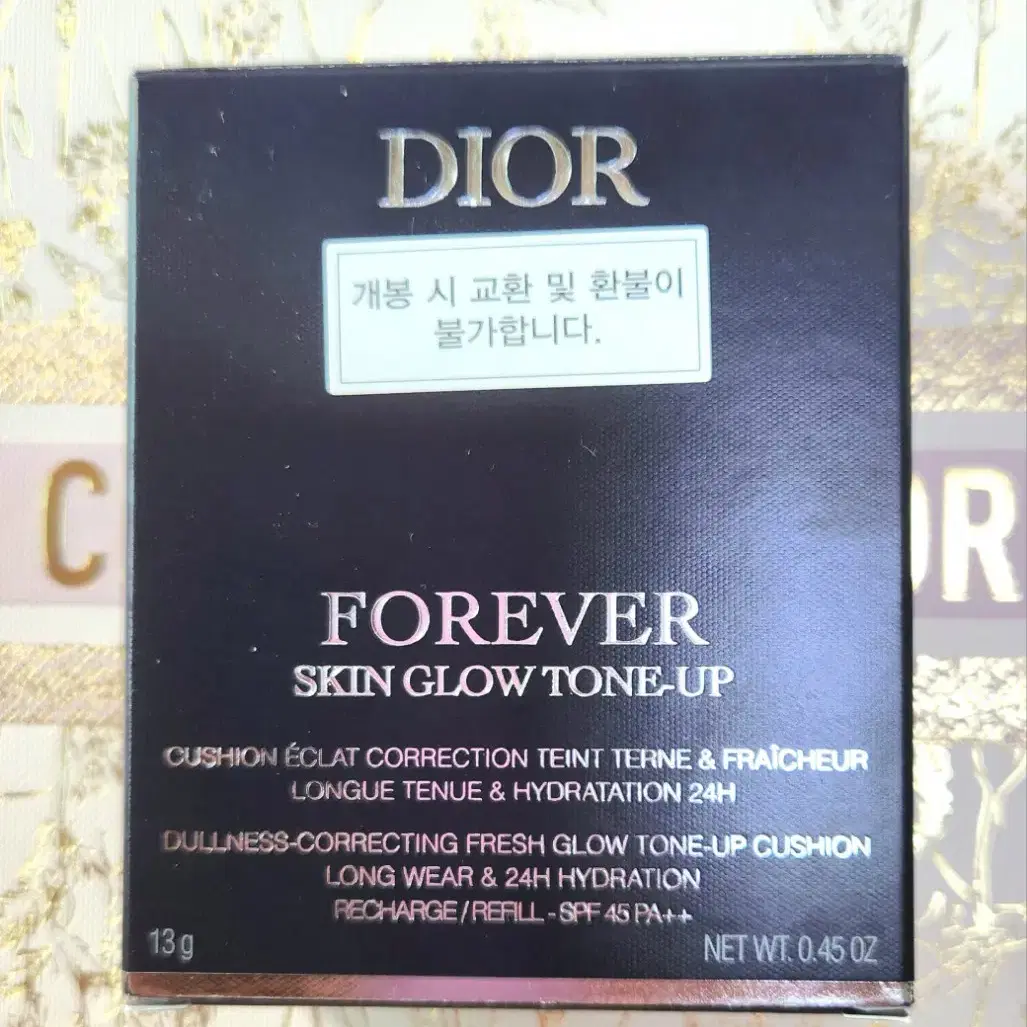 DIOR
개봉 시 교환 및 환불이
불가합니다.
C
OR
FOREVER
SKIN GLOW TONE-UP
CUSHION ÉCLAT CORRECTION TEINT TERNE & FRAÎCHEUR
LONGUE TENUE & HYDRATATION 24H
DULLNESS-CORRECTING FRESH GLOW TONE-UP CUSHION
LONG WEAR & 24H HYDRATION
RECHARGE / REFILL - SPF 45 PA++
13 g
NET WT. 0.45 OZ